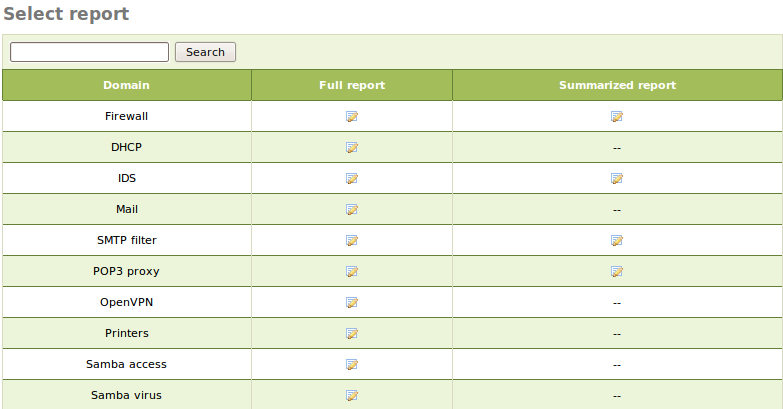 Select report
Search
Domain Full report Summarized report
Firewall
DHCP --
IDS
Mail --
SMTP filter
POP3 proxy
OpenVPN --
Printers --
Samba access --
Samba virus --